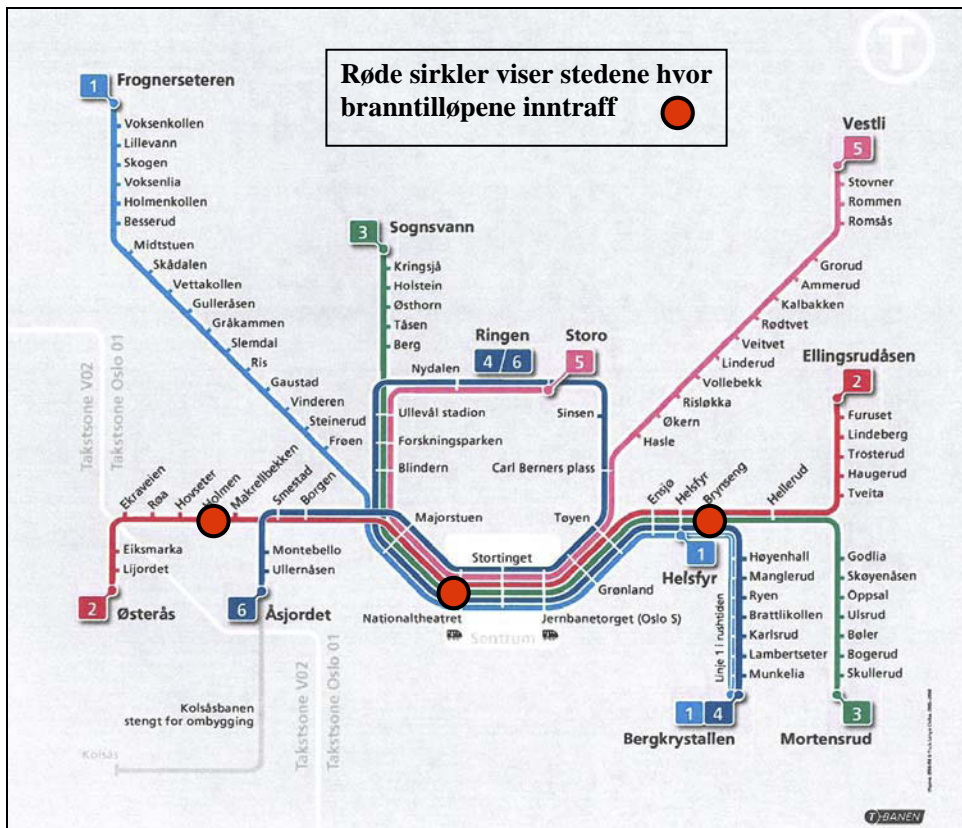 Røde sirkler viser stedene hvor
branntilløpene inntraff
T
1
Frognerseteren
Voksenkollen
Lillevann
Skogen
Voksenlia
Holmenkollen
Besserud
Midtstuen
Skådalen
Vettakollen
Gulleråsen
Gråkammen
Slemdal
Ris
Gaustad
Vinderen
Steinerud
Frøen
3
Sognsvann
Kringsjå
Holstein
Østhorn
Tåsen
Berg
Ringen
4/6
Storo
5
Nydalen
Ullevål stadion
Forskningsparken
Blindern
Sinsen
Carl Berners plass
Vestli
5
Stovner
Rommen
Romsås
Grorud
Ammerud
Kalbakken
Rødtvet
Veitvet
Linderud
Vollebekk
Risløkka
Økern
Hasle
Ellingsrudåsen
2
Furuset
Lindeberg
Trosterud
Haugerud
Tveita
Takstsone V02
Takstsone Oslo 01
Ekraveien
Røa
Hovseter
Holmen
Makrellbekken
Smestad
Borgen
Majorstuen
Stortinget
Tøyen
Ensjø
Helsfyr
Brynseng
Hellerud
Eiksmarka
Lijordet
2
Østerås
Montebello
Ullernåsen
6
Åsjordet
Nationaltheatret
Sentrum
Jernbanetorget (Oslo S)
Grønland
1
Helsfyr
Høyenhall
Manglerud
Ryen
Brattlikollen
Karlsrud
Lambertseter
Munkelia
Linje 1 i rushtiden
1
4
Bergkrystallen
Godlia
Skøyenåsen
Oppsal
Ulsrud
Bøler
Bogerud
Skullerud
3
Mortensrud
Kolsåsbanen
stengt for ombygging
Kolsås
Takstsone V02
Takstsone Oslo 01
T-BANEN